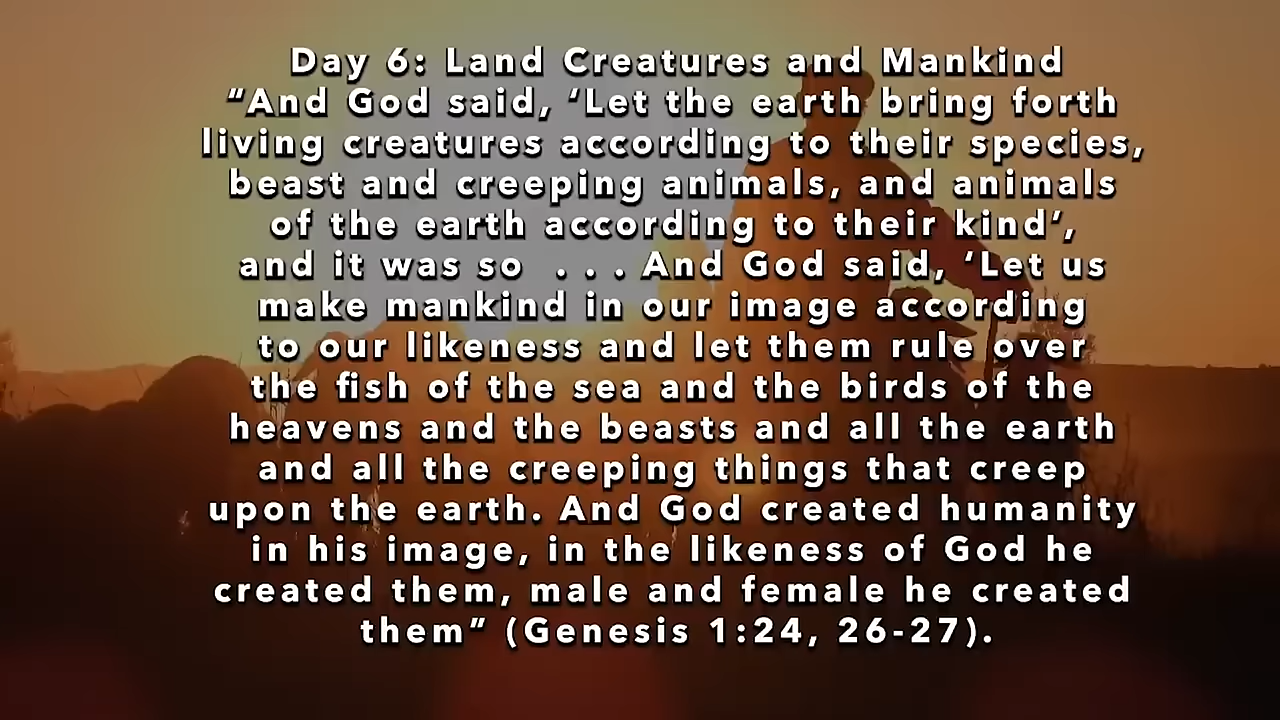 Day 6: Land Creatures and Mankind
“And God said, ‘Let the earth bring forth
living creatures according to their species,
beast and creeping animals, and animals
of the earth according to their kind’,
and it was so . . . And God said, ‘Let us
make mankind in our image according
to our likeness and let them rule over
the fish of the sea and the birds of the
heavens and the beasts and all the earth
and all the creeping things that creep
upon the earth. And God created humanity
in his image, in the likeness of God he
created them, male and female he created
them” (Genesis 1:24, 26-27).